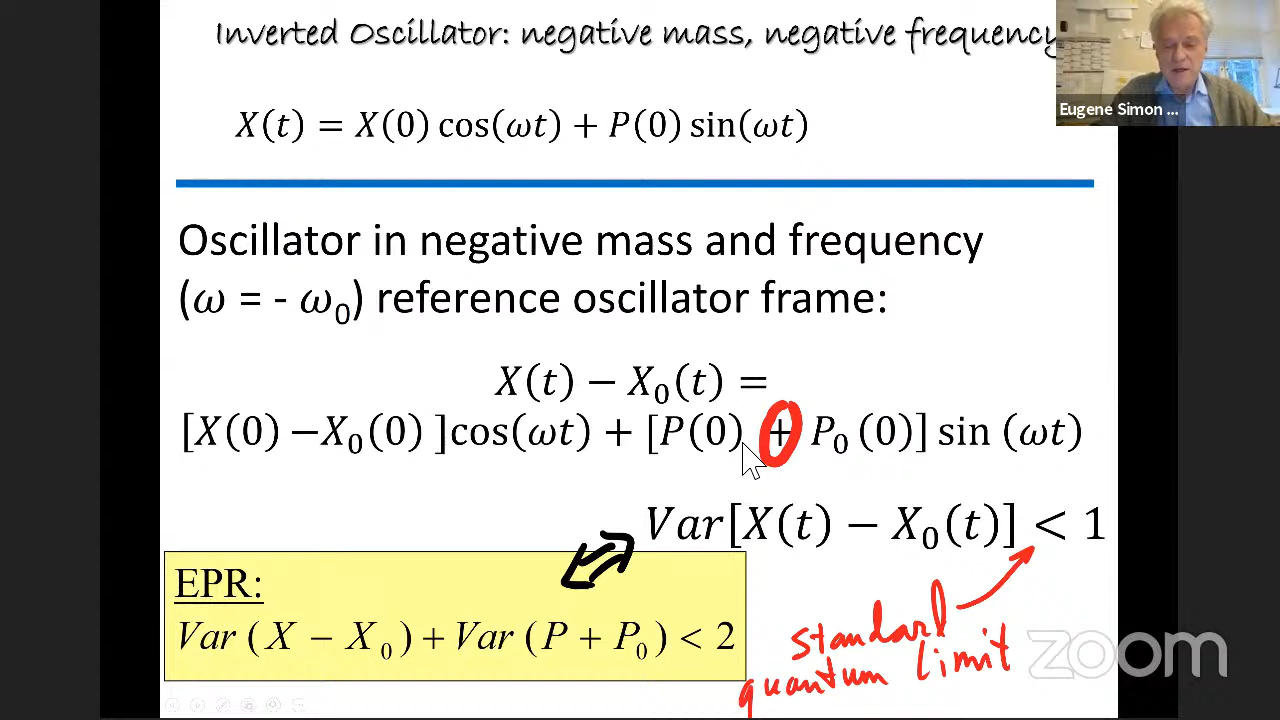 Inverted Oscillator: negative mass, negative frequency
Eugene Simon ...
X(t) = X(0) cos(ωt) + P(0) sin(ωt)
Oscillator in negative mass and frequency
(ω = - ω₀) reference oscillator frame:
X(t) − X₀(t) =
[X(0) −X₀(0) ]cos(ωt) + [P(0) + P₀ (0)] sin (ωt)
Var[X(t) − X₀(t)] < 1
EPR:
Var (X − X₀) + Var (P + P₀) < 2
standard
quantum limit
zoom